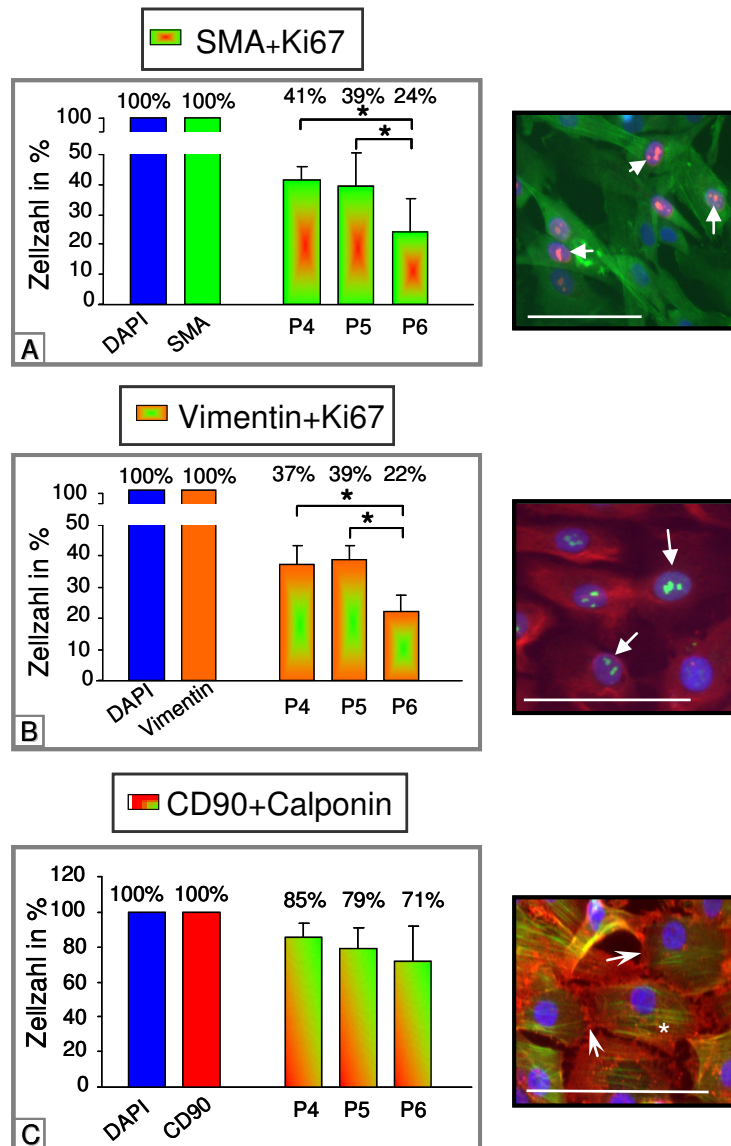 SMA+Ki67
100% 100% 41% 39% 24%
* *
Zellzahl in %
100
50
40
30
20
10
0
DAPI SMA P4 P5 P6
A
Vimentin+Ki67
100% 100% 37% 39% 22%
* *
Zellzahl in %
100
50
40
30
20
10
0
DAPI Vimentin P4 P5 P6
B
CD90+Calponin
100% 100% 85% 79% 71%
Zellzahl in %
120
100
80
60
40
20
0
DAPI CD90 P4 P5 P6
C
*